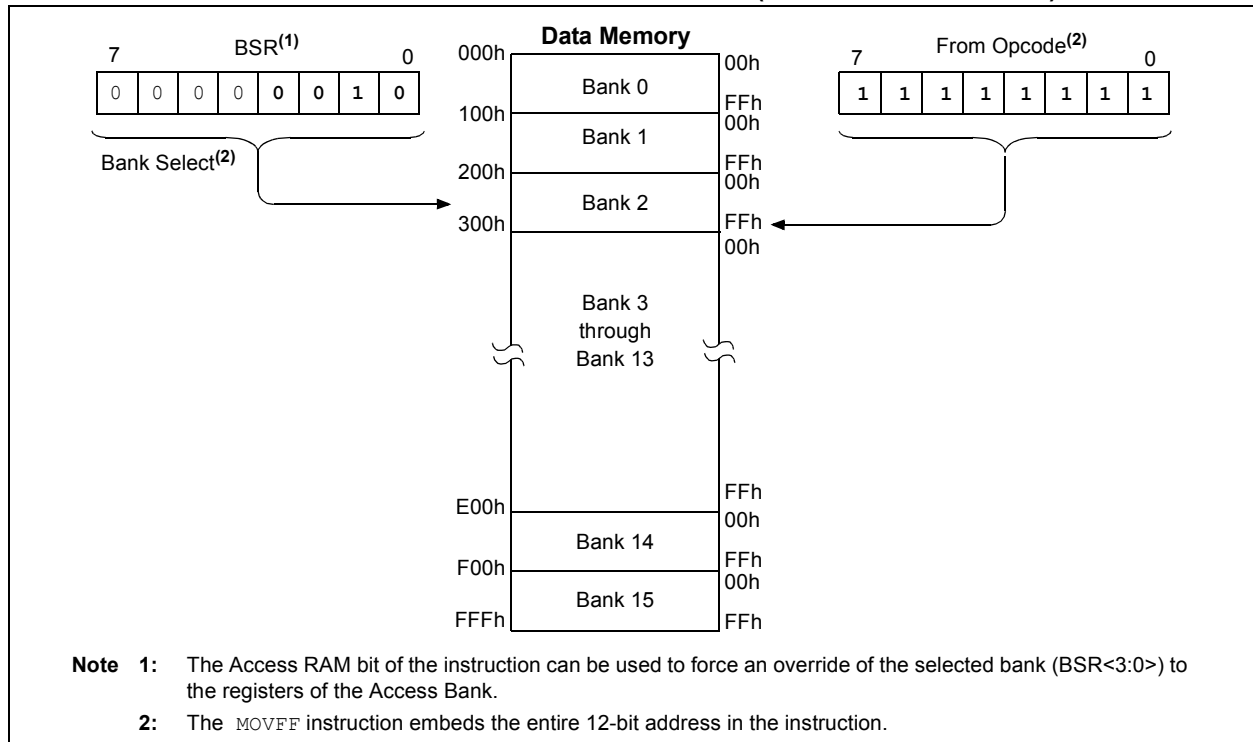 7 BSR(1) 0
0 0 0 0 0 0 1 0
Bank Select(2)
Data Memory
000h
100h
200h
300h
E00h
F00h
FFFh
Bank 0
Bank 1
Bank 2
Bank 3
through
Bank 13
Bank 14
Bank 15
00h
FFh
00h
FFh
00h
FFh
00h
FFh
00h
FFh
00h
FFh
7 From Opcode(2) 0
1 1 1 1 1 1 1 1
Note 1: The Access RAM bit of the instruction can be used to force an override of the selected bank (BSR<3:0>) to
the registers of the Access Bank.
2: The MOVFF instruction embeds the entire 12-bit address in the instruction.